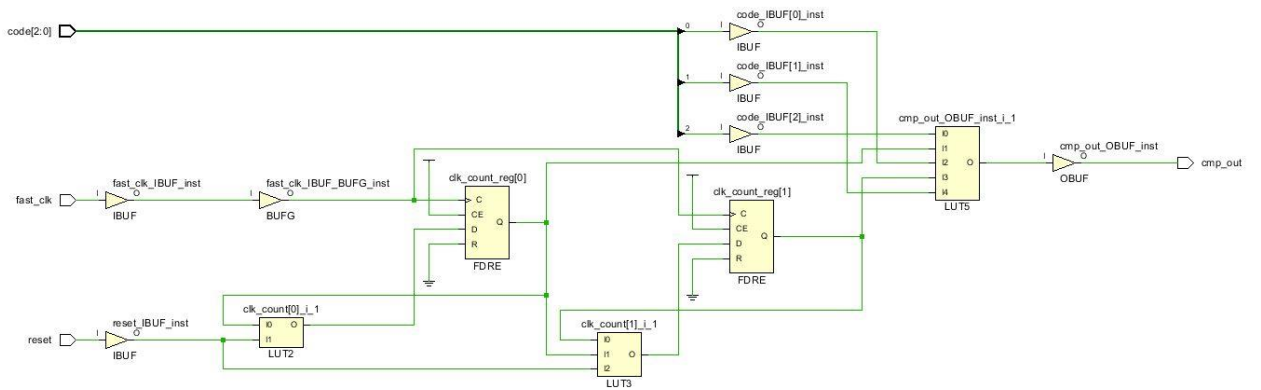 code[2:0]
0
code_IBUF[0]_inst
I
O
IBUF
1
code_IBUF[1]_inst
I
O
IBUF
2
code_IBUF[2]_inst
I
O
IBUF
cmp_out_OBUF_inst_i_1
I0
I1
I2
I3
I4
O
LUT5
cmp_out_OBUF_inst
I
O
OBUF
cmp_out
fast_clk
fast_clk_IBUF_inst
I
O
IBUF
fast_clk_IBUF_BUFG_inst
I
O
BUFG
clk_count_reg[0]
C
CE
D
R
Q
FDRE
clk_count_reg[1]
C
CE
D
R
Q
FDRE
reset
reset_IBUF_inst
I
O
IBUF
clk_count[0]_i_1
I0
I1
O
LUT2
clk_count[1]_i_1
I0
I1
I2
O
LUT3